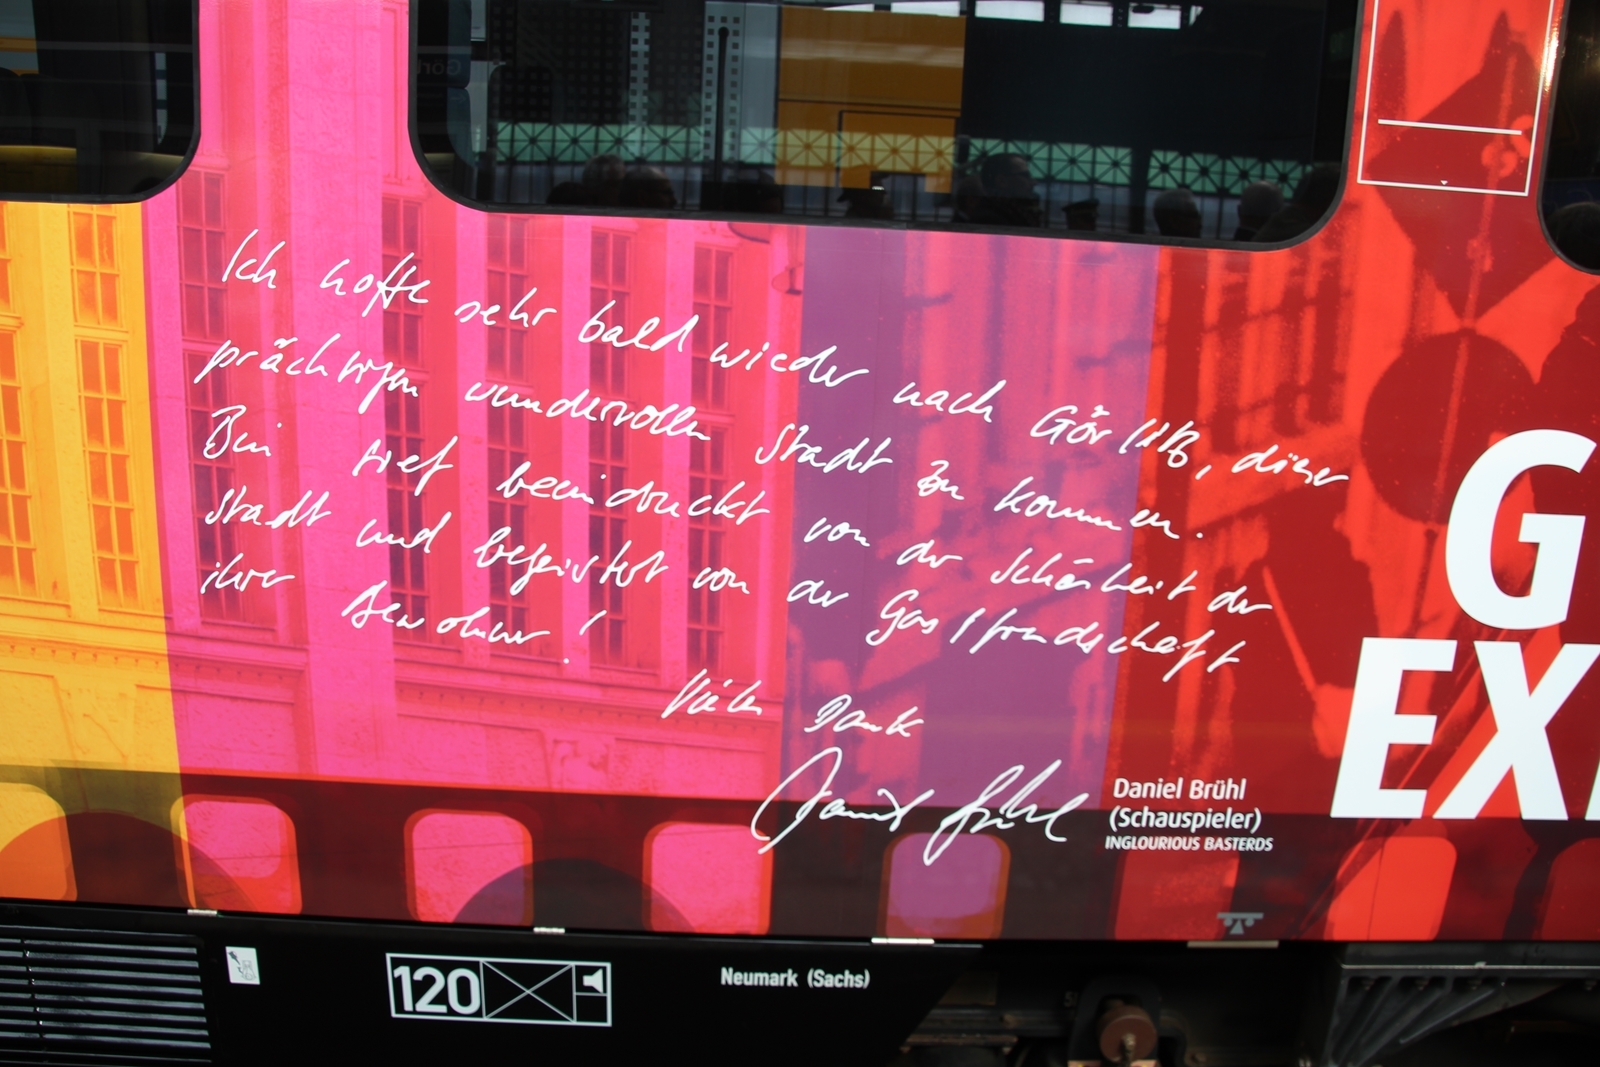 Ich hoffe sehr bald wieder nach Görlitz, dieser
prächtigen wundervollen Stadt zu kommen.
Bin tief beeindruckt von der Schönheit der
Stadt und begeistert von der Gastfreundschaft
ihrer Bewohner!
Vielen Dank
Daniel Brühl
Daniel Brühl
(Schauspieler)
INGLOURIOUS BASTERDS
G
EX
120
Neumark (Sachs)